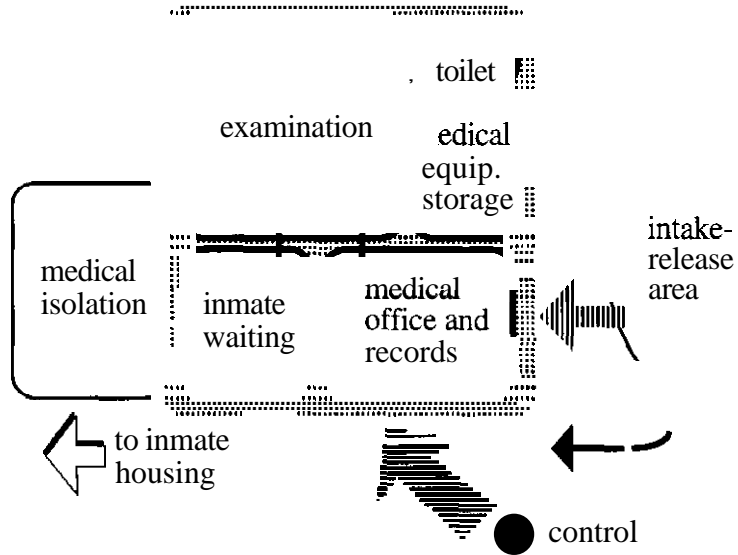 toilet
examination
edical
equip.
storage
intake-
release
area
medical
isolation
inmate
waiting
medical
office and
records
to inmate
housing
control